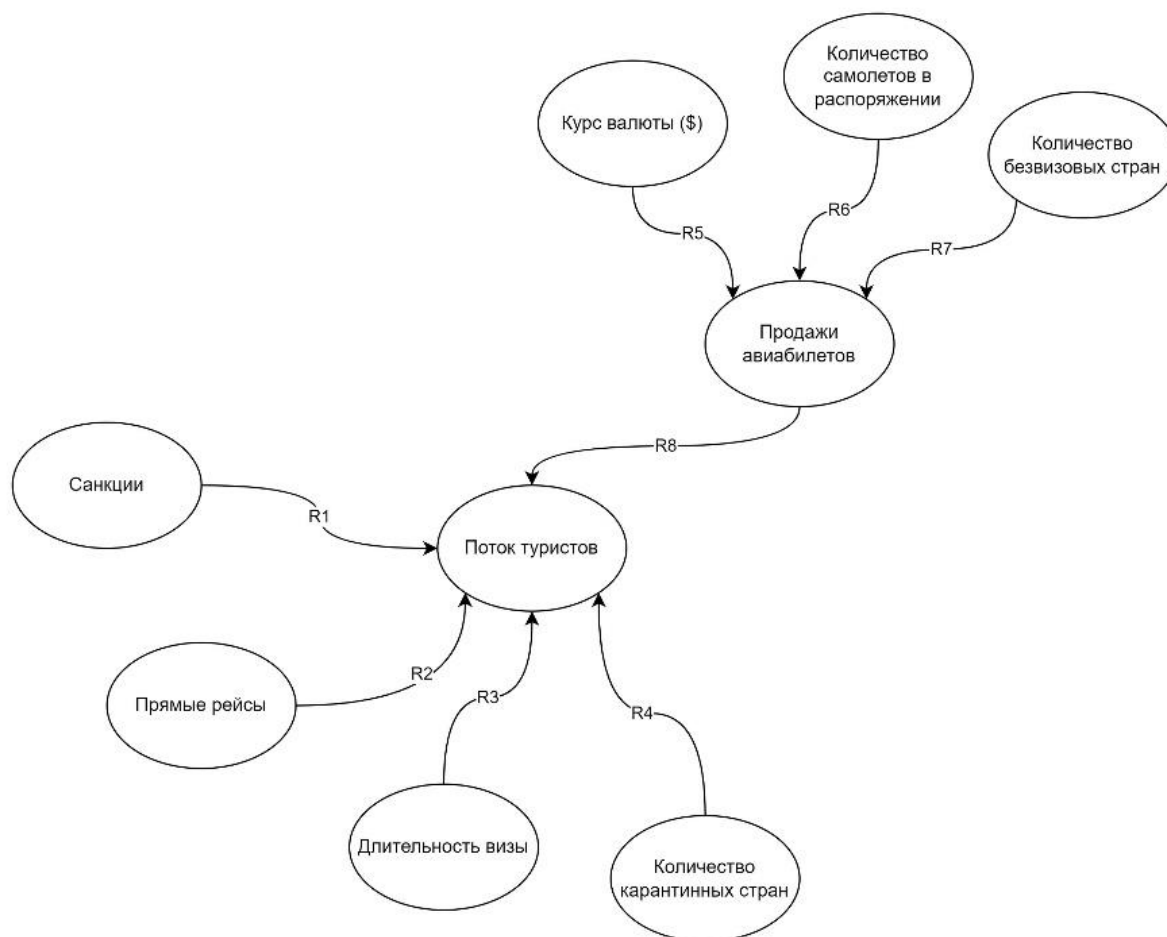 Количество
самолетов в
распоряжении
Курс валюты ($)
Количество
безвизовых стран
R6
R5
R7
Продажи
авиабилетов
R8
Санкции
R1
Поток туристов
R2
Прямые рейсы
R3
R4
Длительность визы
Количество
карантинных стран